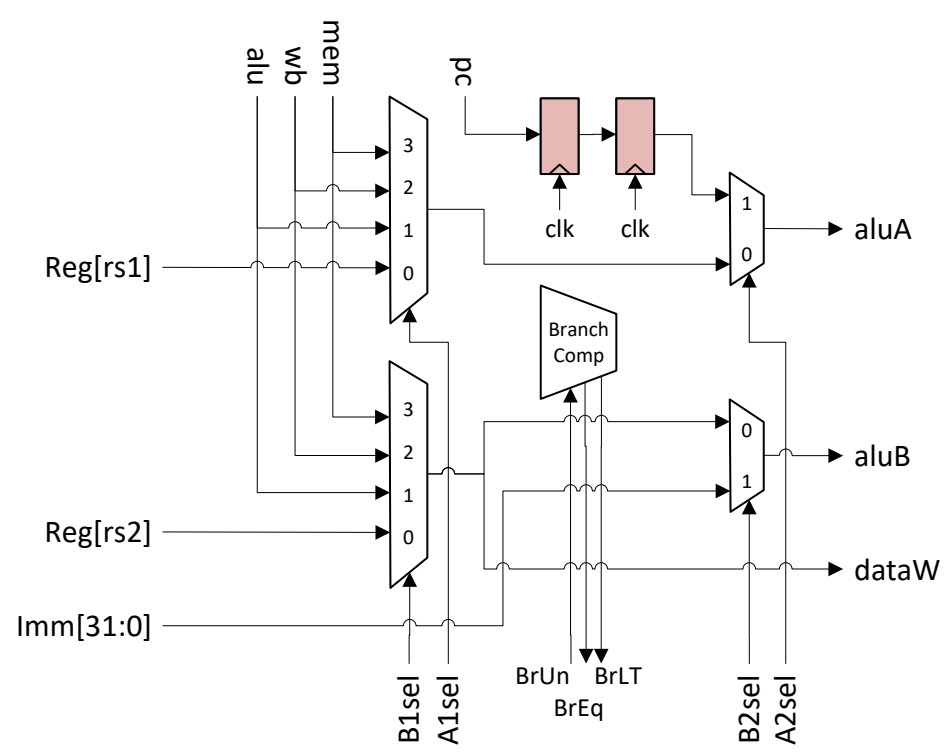 alu
wb
mem
pc
3
2
1
0
clk
clk
1
0
aluA
Reg[rs1]
Branch
Comp
3
2
1
0
0
1
aluB
Reg[rs2]
dataW
Imm[31:0]
B1sel
A1sel
BrUn
BrLT
BrEq
B2sel
A2sel